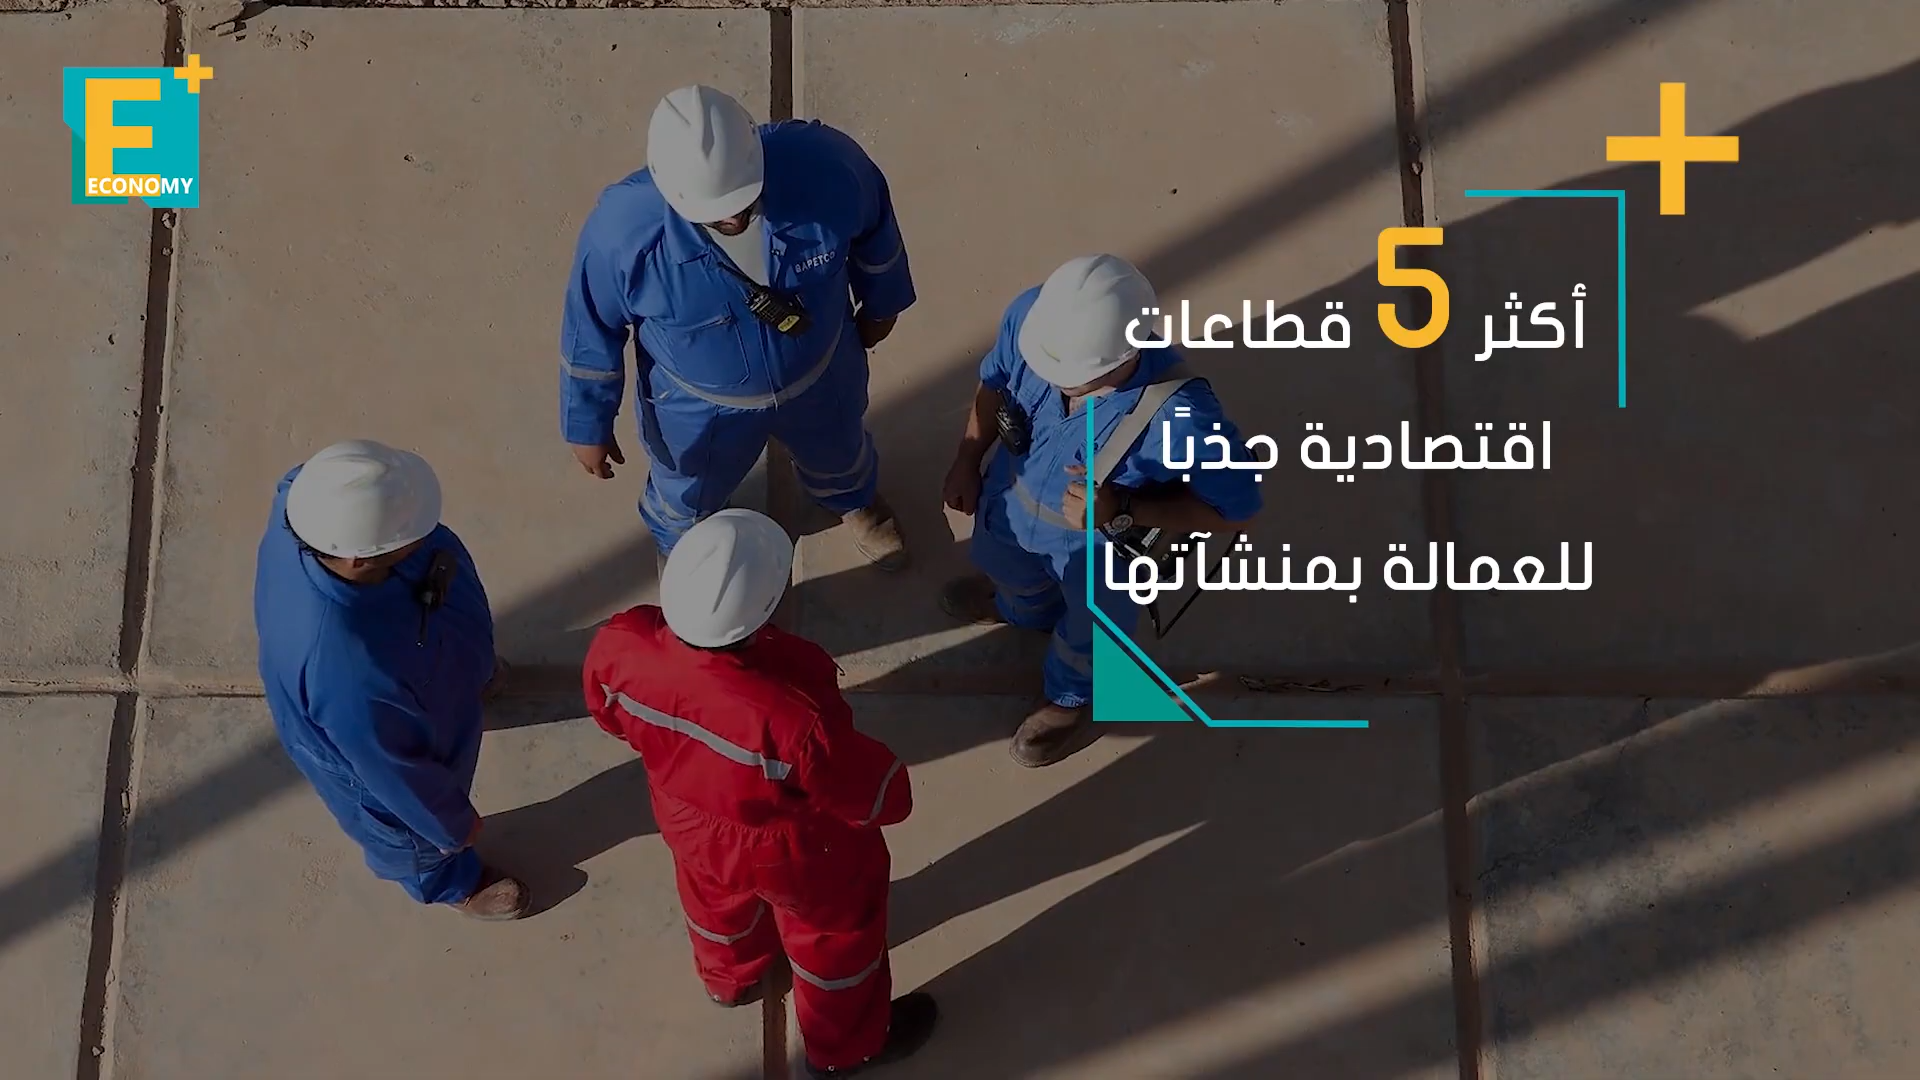 E+
ECONOMY
BAPETCO
أكثر 5 قطاعات
اقتصادية جذبًا
للعمالة بمنشآتها